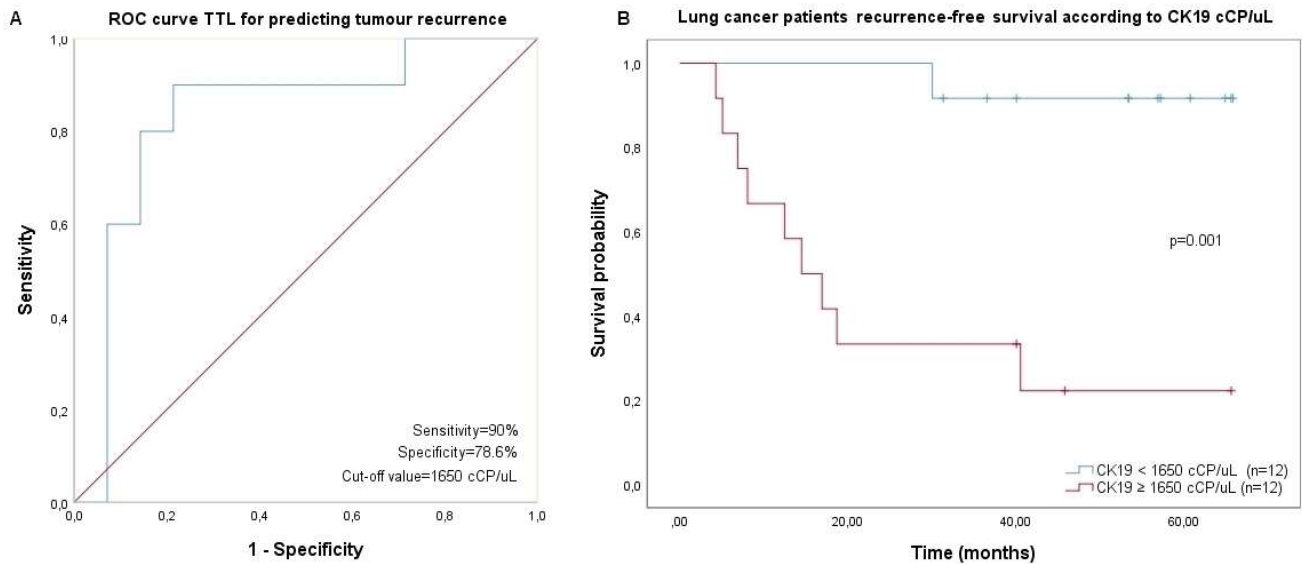 A
ROC curve TTL for predicting tumour recurrence
1,0
0,8
0,6
0,4
0,2
0,0
Sensitivity
Sensitivity=90%
Specificity=78.6%
Cut-off value=1650 cCP/uL
0,0
0,2
0,4
0,6
0,8
1,0
1 - Specificity
B
Lung cancer patients recurrence-free survival according to CK19 cCP/uL
1,0
0,8
0,6
0,4
0,2
0,0
Survival probability
p=0.001
CK19 < 1650 cCP/uL (n=12)
CK19 ≥ 1650 cCP/uL (n=12)
,00
20,00
40,00
60,00
Time (months)